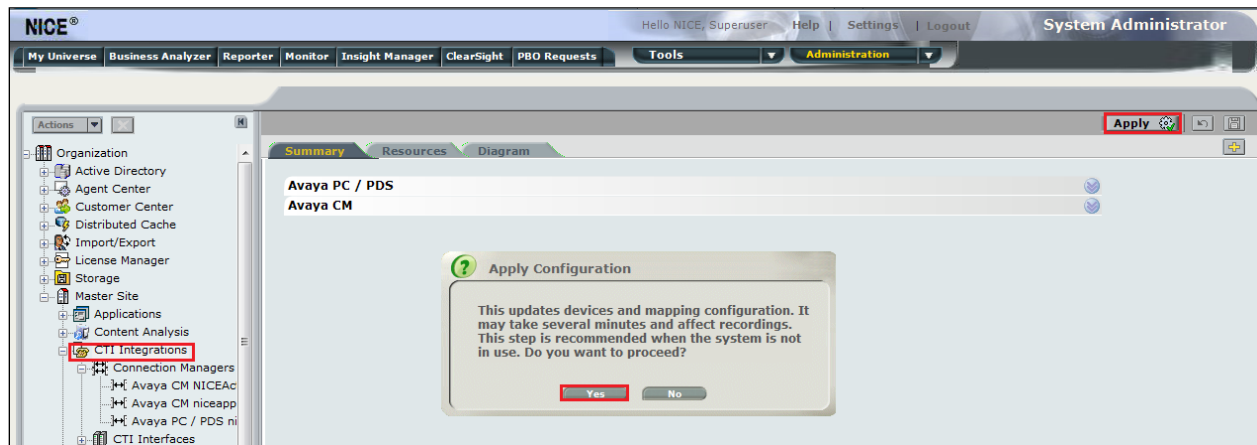 NICE®
Hello NICE, Superuser Help | Settings | Logout System Administrator
My Universe Business Analyzer Reporter Monitor Insight Manager ClearSight PBO Requests Tools Administration
Actions
Apply
Organization
Active Directory
Agent Center
Customer Center
Distributed Cache
Import/Export
License Manager
Storage
Master Site
Applications
Content Analysis
CTI Integrations
Connection Managers
Avaya CM NICEAc
Avaya CM niceapp
Avaya PC / PDS ni
CTI Interfaces
Summary Resources Diagram
Avaya PC / PDS
Avaya CM
Apply Configuration
This updates devices and mapping configuration. It
may take several minutes and affect recordings.
This step is recommended when the system is not
in use. Do you want to proceed?
Yes No